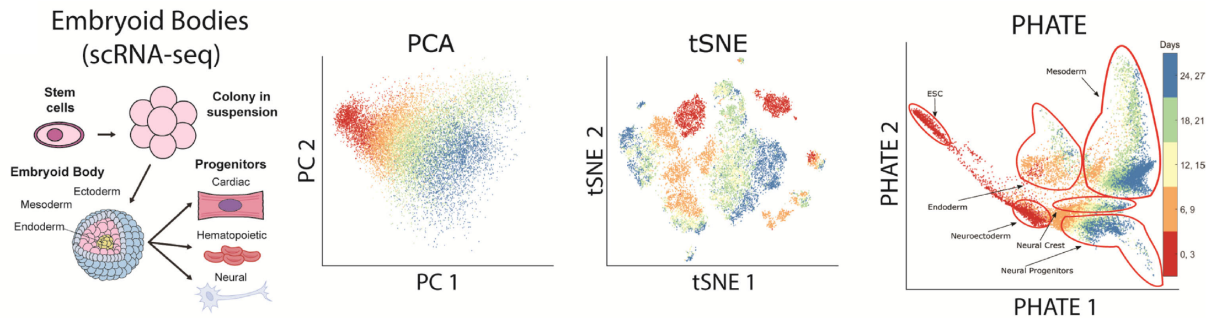 Embryoid Bodies
(scRNA-seq)
Stem
cells
Colony in
suspension
Embryoid Body
Ectoderm
Mesoderm
Endoderm
Progenitors
Cardiac
Hematopoietic
Neural
PCA
PC 2
PC 1
tSNE
tSNE 2
tSNE 1
PHATE
PHATE 2
PHATE 1
ESC
Mesoderm
Endoderm
Neuroectoderm
Neural Crest
Neural Progenitors
Days
24, 27
18, 21
12, 15
6, 9
0, 3